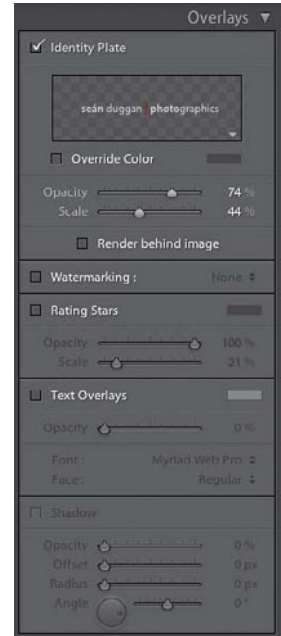 Overlays ▼
Identity Plate
seán duggan | photographics
Override Color
Opacity 74 %
Scale 44 %
Render behind image
Watermarking : None
Rating Stars
Opacity 100 %
Scale 21 %
Text Overlays
Opacity 0 %
Font : Myriad Web Pro
Face : Regular
Shadow
Opacity 0 %
Offset 0 px
Radius 0 px
Angle 0 °